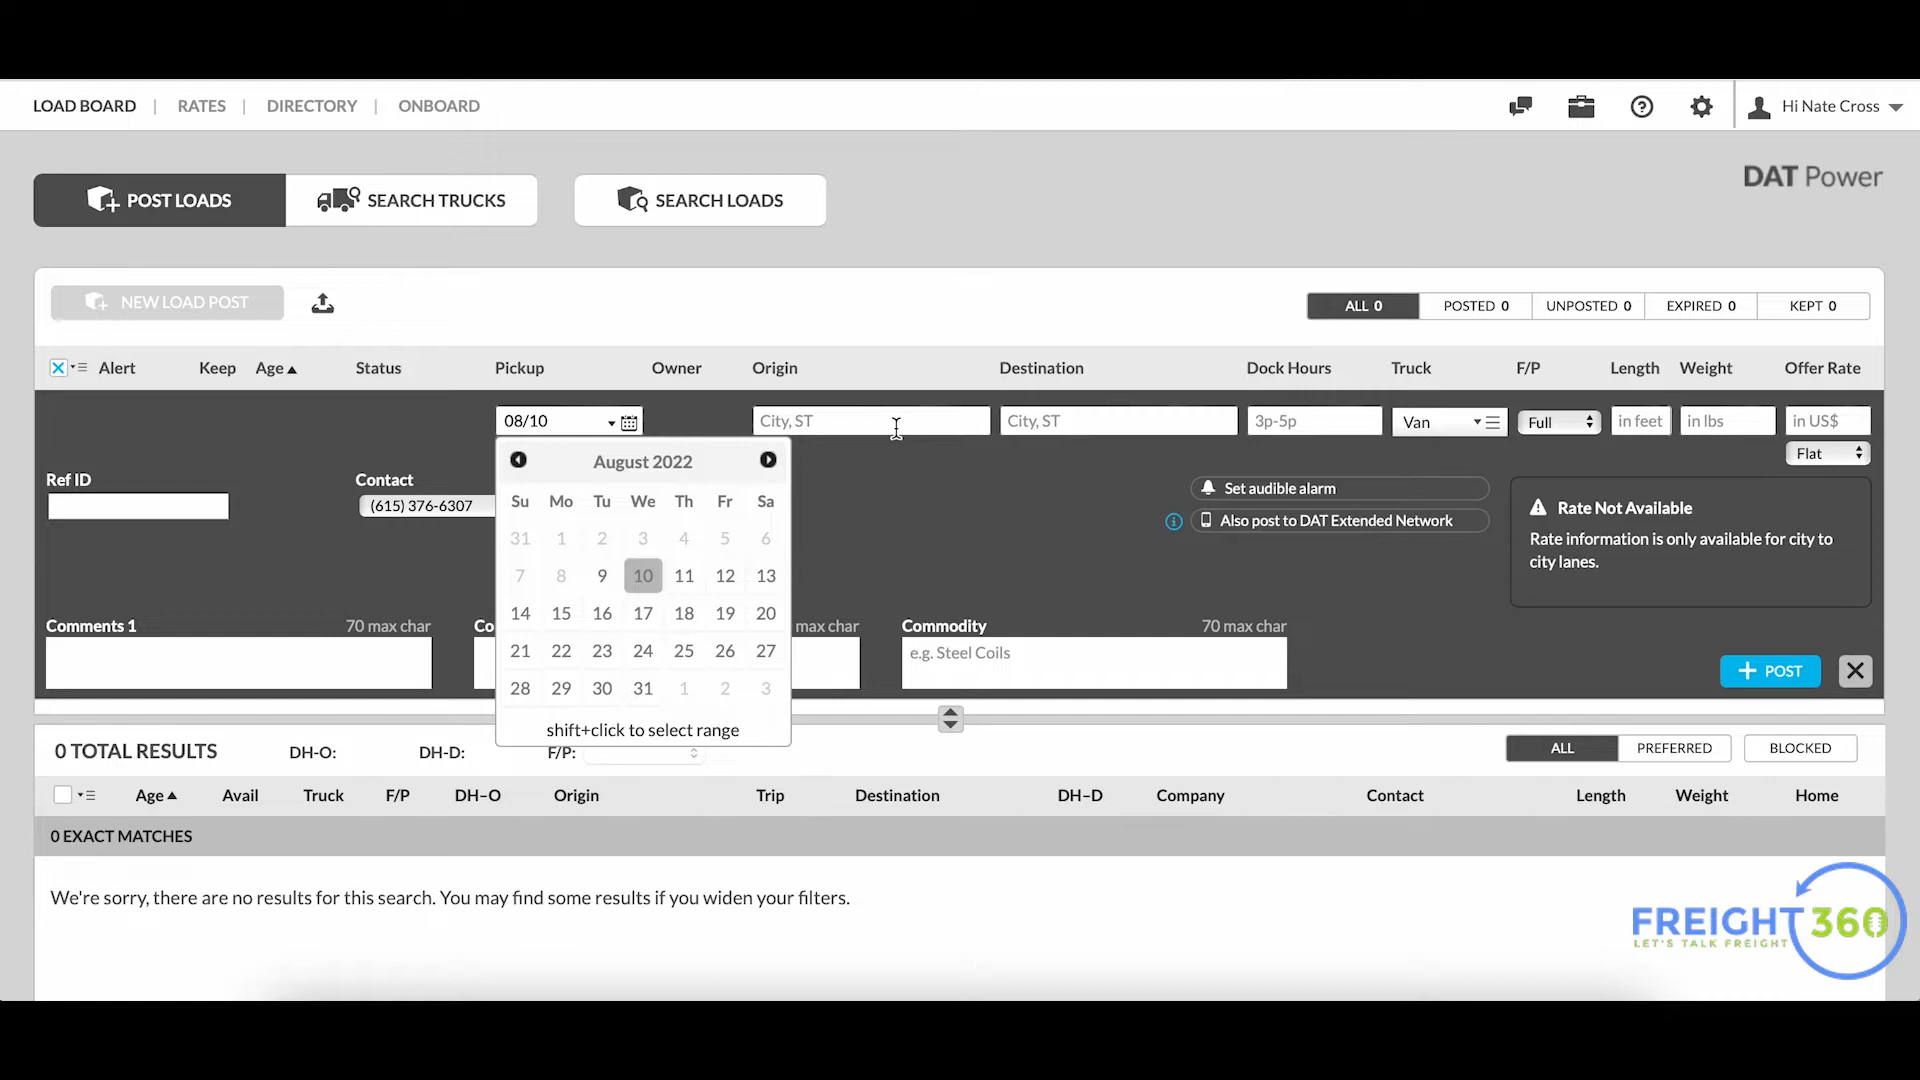 LOAD BOARD | RATES | DIRECTORY | ONBOARD
Hi Nate Cross
POST LOADS
SEARCH TRUCKS
SEARCH LOADS
DAT Power
NEW LOAD POST
ALL 0
POSTED 0
UNPOSTED 0
EXPIRED 0
KEPT 0
Alert Keep Age Status Pickup Owner Origin Destination Dock Hours Truck F/P Length Weight Offer Rate
08/10
City, ST
City, ST
3p-5p
Van
Full
in feet
in lbs
in US$
Flat
August 2022
Su Mo Tu We Th Fr Sa
31 1 2 3 4 5 6
7 8 9 10 11 12 13
14 15 16 17 18 19 20
21 22 23 24 25 26 27
28 29 30 31 1 2 3
shift+click to select range
Ref ID
Contact
(615) 376-6307
Set audible alarm
Also post to DAT Extended Network
Rate Not Available
Rate information is only available for city to
city lanes.
Comments 1
70 max char
Co
max char
Commodity
70 max char
e.g. Steel Coils
POST
0 TOTAL RESULTS
DH-O:
DH-D:
F/P:
ALL
PREFERRED
BLOCKED
Age Avail Truck F/P DH-O Origin Trip Destination DH-D Company Contact Length Weight Home
0 EXACT MATCHES
We're sorry, there are no results for this search. You may find some results if you widen your filters.
FREIGHT 360
LET'S TALK FREIGHT